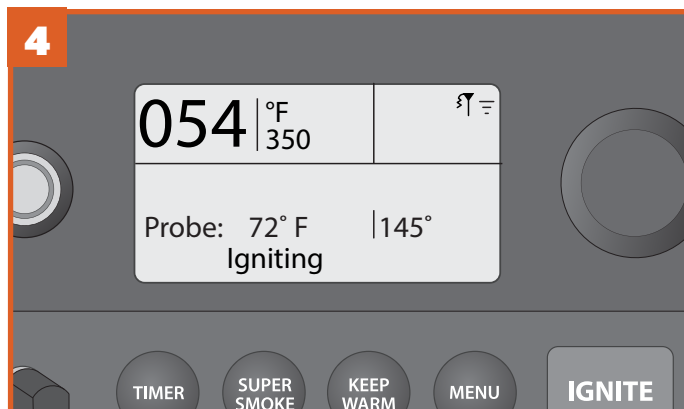 4
054 °F
350
Probe: 72° F 145°
Igniting
TIMER
SUPER
SMOKE
KEEP
WARM
MENU
IGNITE